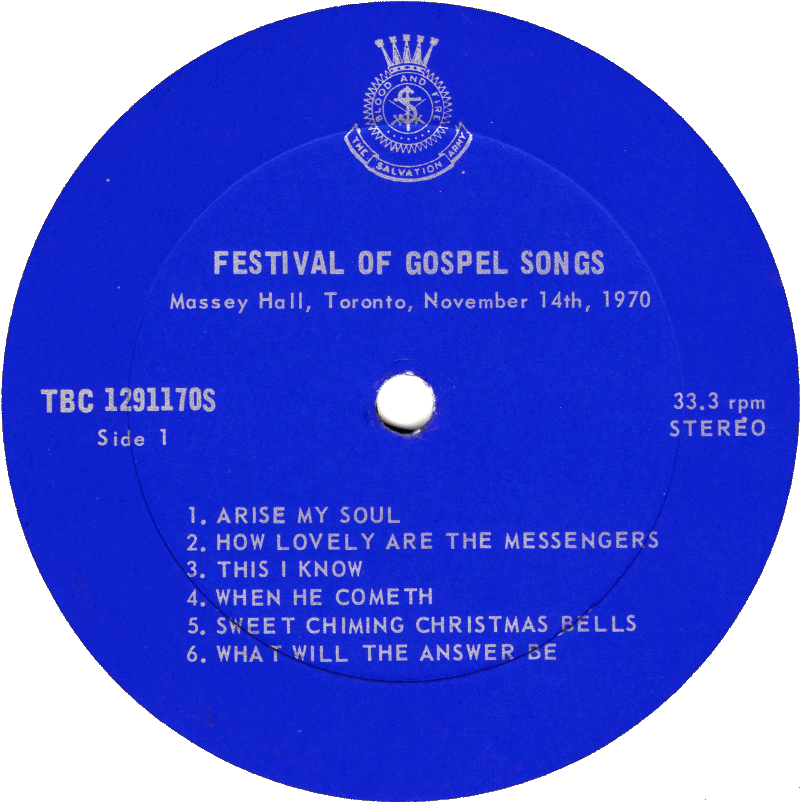 BLOOD AND FIRE
S
THE SALVATION ARMY
FESTIVAL OF GOSPEL SONGS
Massey Hall, Toronto, November 14th, 1970
TBC 1291170S
Side 1
33.3 rpm
STEREO
1. ARISE MY SOUL
2. HOW LOVELY ARE THE MESSENGERS
3. THIS I KNOW
4. WHEN HE COMETH
5. SWEET CHIMING CHRISTMAS BELLS
6. WHAT WILL THE ANSWER BE